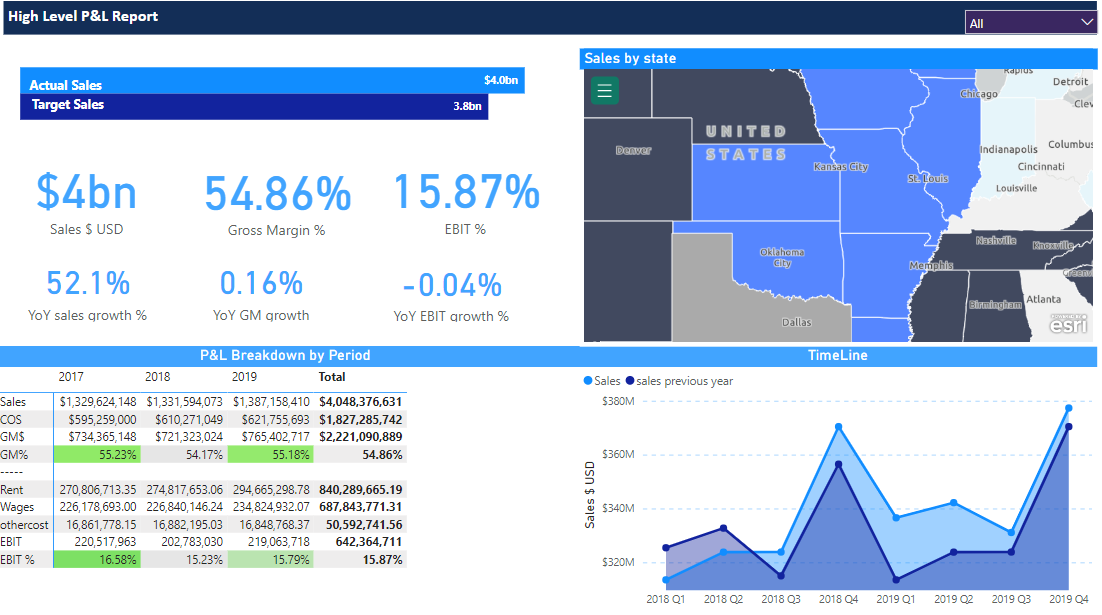 High Level P&L Report
All
Actual Sales $4.0bn
Target Sales 3.8bn
$4bn
Sales $ USD
54.86%
Gross Margin %
15.87%
EBIT %
52.1%
YoY sales growth %
0.16%
YoY GM growth
-0.04%
YoY EBIT growth %
Sales by state
Rapids
Detroit
Chicago
Clev
UNITED
STATES
Denver
Kansas City
St. Louis
Indianapolis
Columbus
Cincinnati
Louisville
Oklahoma
City
Nashville
Knoxville
Memphis
Greenv
Birmingham
Atlanta
Dallas
POWERED BY
esri
P&L Breakdown by Period
2017 2018 2019 Total
Sales $1,329,624,148 $1,331,594,073 $1,387,158,410 $4,048,376,631
COS $595,259,000 $610,271,049 $621,755,693 $1,827,285,742
GM$ $734,365,148 $721,323,024 $765,402,717 $2,221,090,889
GM% 55.23% 54.17% 55.18% 54.86%
-----
Rent 270,806,713.35 274,817,653.06 294,665,298.78 840,289,665.19
Wages 226,178,693.00 226,840,146.24 234,824,932.07 687,843,771.31
othercost 16,861,778.15 16,882,195.03 16,848,768.37 50,592,741.56
EBIT 220,517,963 202,783,030 219,063,718 642,364,711
EBIT % 16.58% 15.23% 15.79% 15.87%
TimeLine
Sales sales previous year
Sales $ USD
$380M
$360M
$340M
$320M
2018 Q1 2018 Q2 2018 Q3 2018 Q4 2019 Q1 2019 Q2 2019 Q3 2019 Q4